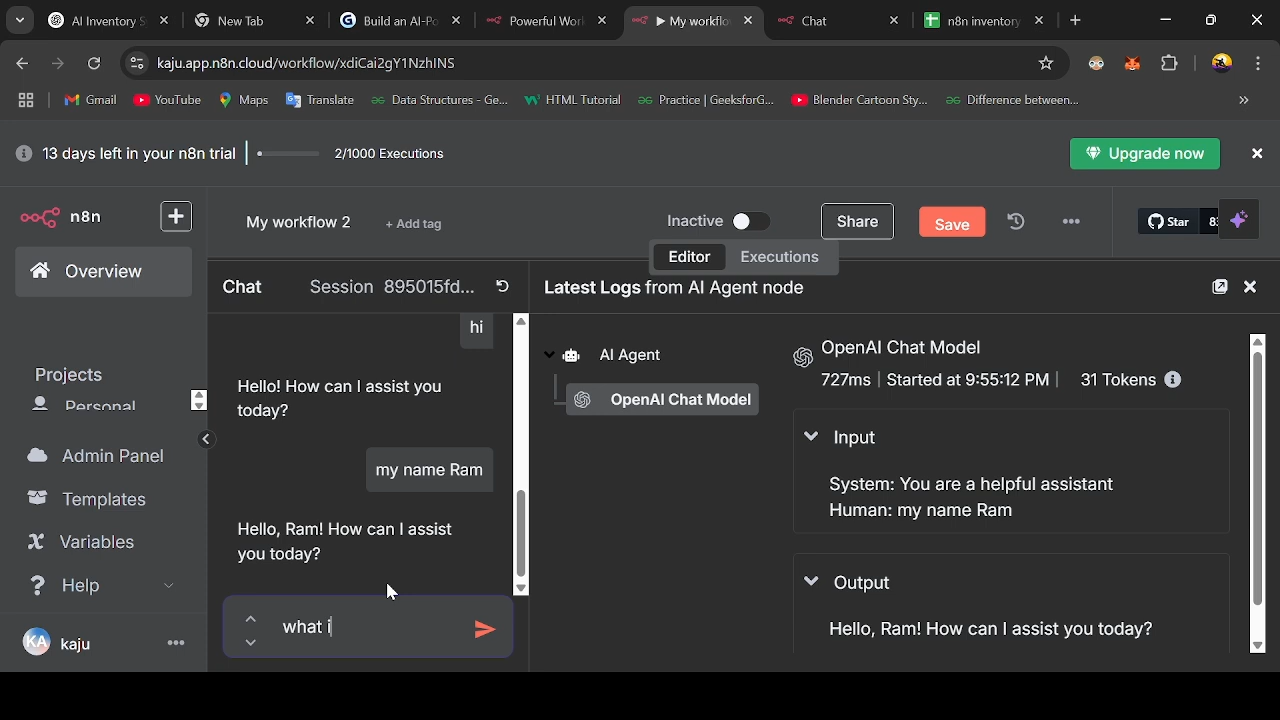 AI Inventory S
New Tab
Build an AI-Po
Powerful Wor
My workflo
Chat
n8n inventory
kaju.app.n8n.cloud/workflow/xdiCai2gY1NzhINS
Gmail
YouTube
Maps
Translate
Data Structures - Ge...
HTML Tutorial
Practice | GeeksforG...
Blender Cartoon Sty...
Difference between...
13 days left in your n8n trial
2/1000 Executions
Upgrade now
n8n
My workflow 2
+ Add tag
Inactive
Share
Save
Star
Overview
Editor
Executions
Chat
Session 895015fd...
Latest Logs from AI Agent node
hi
Hello! How can I assist you
today?
my name Ram
Hello, Ram! How can I assist
you today?
what i
AI Agent
OpenAI Chat Model
OpenAI Chat Model
727ms | Started at 9:55:12 PM | 31 Tokens
Input
System: You are a helpful assistant
Human: my name Ram
Output
Hello, Ram! How can I assist you today?
Projects
Personal
Admin Panel
Templates
Variables
Help
KA
kaju